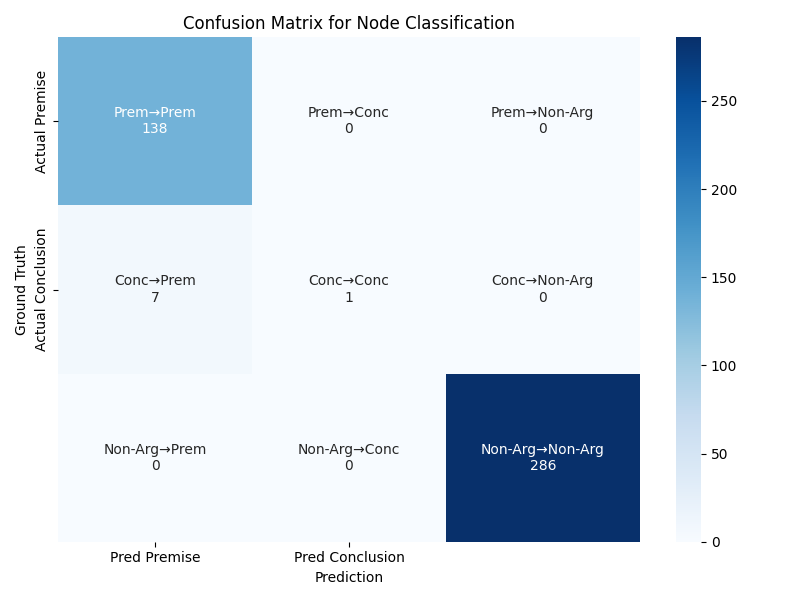 Confusion Matrix for Node Classification
Ground Truth
Actual Premise
Prem→Prem
138
Prem→Conc
0
Prem→Non-Arg
0
Actual Conclusion
Conc→Prem
7
Conc→Conc
1
Conc→Non-Arg
0
Non-Arg→Prem
0
Non-Arg→Conc
0
Non-Arg→Non-Arg
286
Pred Premise
Pred Conclusion
Prediction
250
200
150
100
50
0